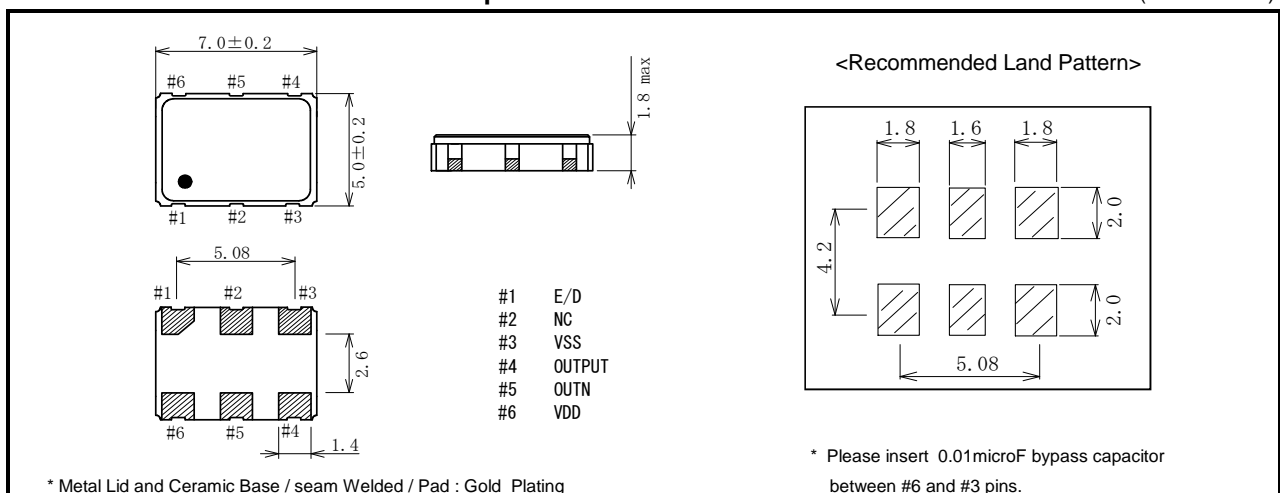 7.0±0.2
#6 #5 #4
5.0±0.2
#1 #2 #3
1.8 max
5.08
#1 #2 #3
2.6
#6 #5 #4
1.4
#1 E/D
#2 NC
#3 VSS
#4 OUTPUT
#5 OUTN
#6 VDD
* Metal Lid and Ceramic Base / seam Welded / Pad : Gold Plating
<Recommended Land Pattern>
1.8 1.6 1.8
2.0
4.2
2.0
5.08
* Please insert 0.01microF bypass capacitor
between #6 and #3 pins.